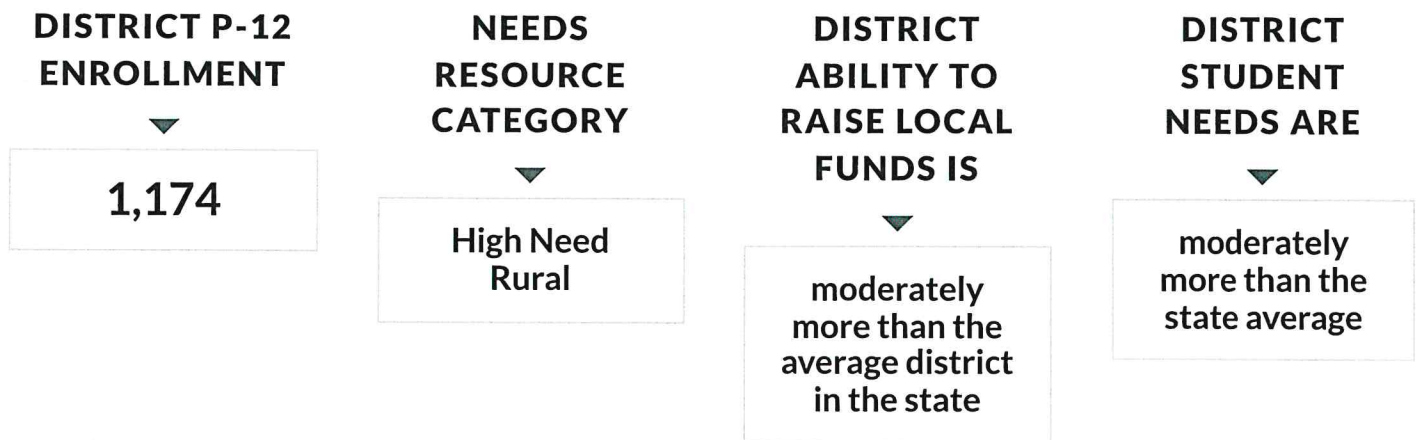 DISTRICT P-12
ENROLLMENT
1,174
NEEDS
RESOURCE
CATEGORY
High Need
Rural
DISTRICT
ABILITY TO
RAISE LOCAL
FUNDS IS
moderately
more than the
average district
in the state
DISTRICT
STUDENT
NEEDS ARE
moderately
more than the
state average